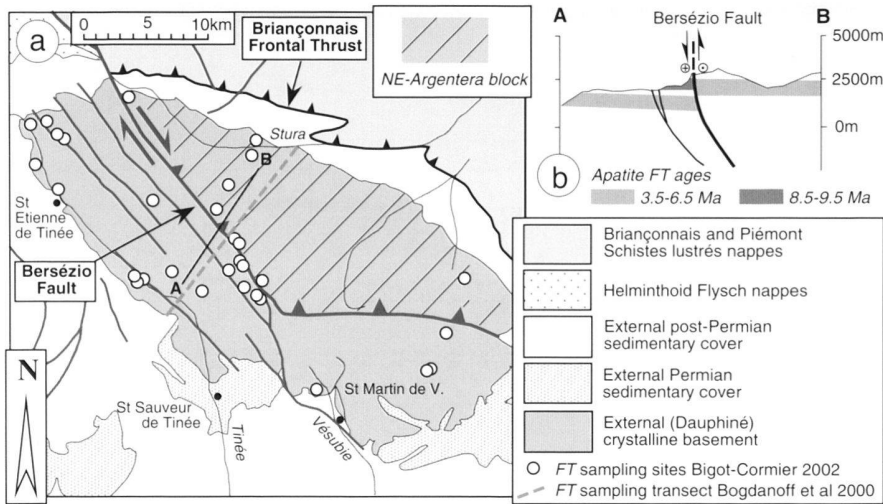 0 5 10km
a
Briançonnais
Frontal Thrust
NE-Argentera block
Stura
B
St
Etienne
de Tinée
Bersézio
Fault
A
N
St Sauveur
de Tinée
Tinée
Vésubie
St Martin de V.
A
Bersézio Fault
B
5000m
2500m
0m
b
Apatite FT ages
3.5-6.5 Ma
8.5-9.5 Ma
Briançonnais and Piémont
Schistes lustrés nappes
Helminthoid Flysch nappes
External post-Permian
sedimentary cover
External Permian
sedimentary cover
External (Dauphiné)
crystalline basement
FT sampling sites Bigot-Cormier 2002
FT sampling transect Bogdanoff et al 2000